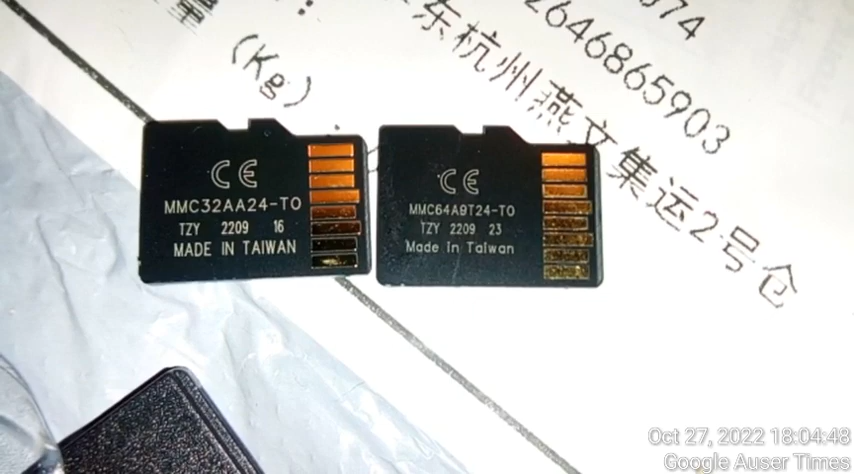 (Kg)
东杭州燕文集运2号仓
2646865903
CE
MMC32AA24-TO
TZY 2209 16
MADE IN TAIWAN
CE
MMC64A9T24-TO
TZY 2209 23
Made in Taiwan
Oct 27, 2022 18:04:48
Google Auser Times